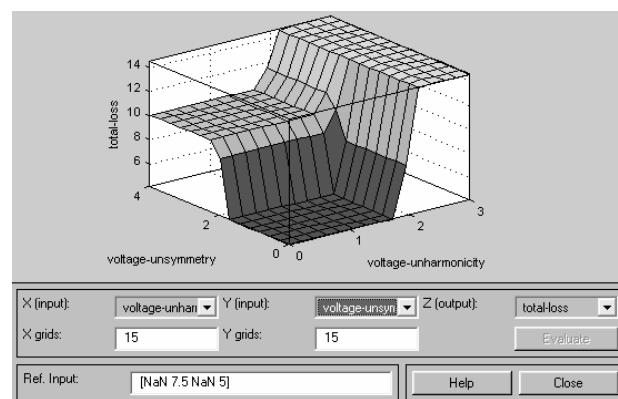 14
12
10
8
6
4
total-loss
2
0
0
1
2
3
voltage-unsymmetry
voltage-unharmonicity
X (input): voltage-unharı Y (input): voltage-unsyn Z (output): total-loss
X grids: 15 Y grids: 15 Evaluate
Ref. Input: [NaN 7.5 NaN 5] Help Close